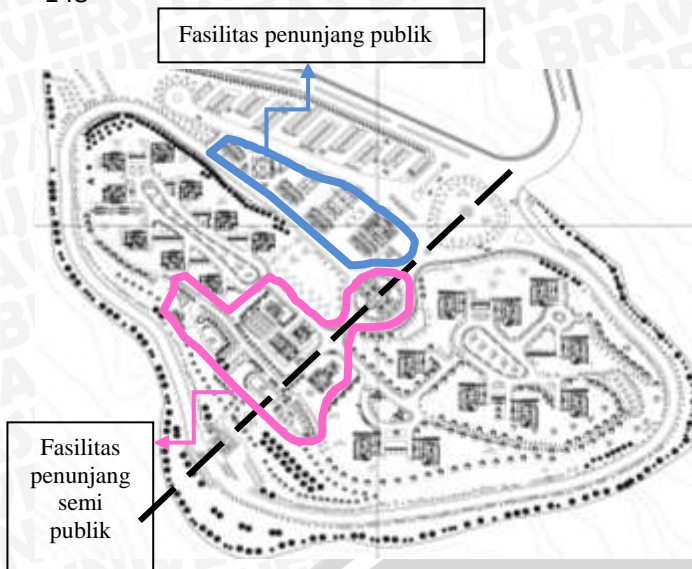 Fasilitas penunjang publik
Fasilitas
penunjang
semi
publik